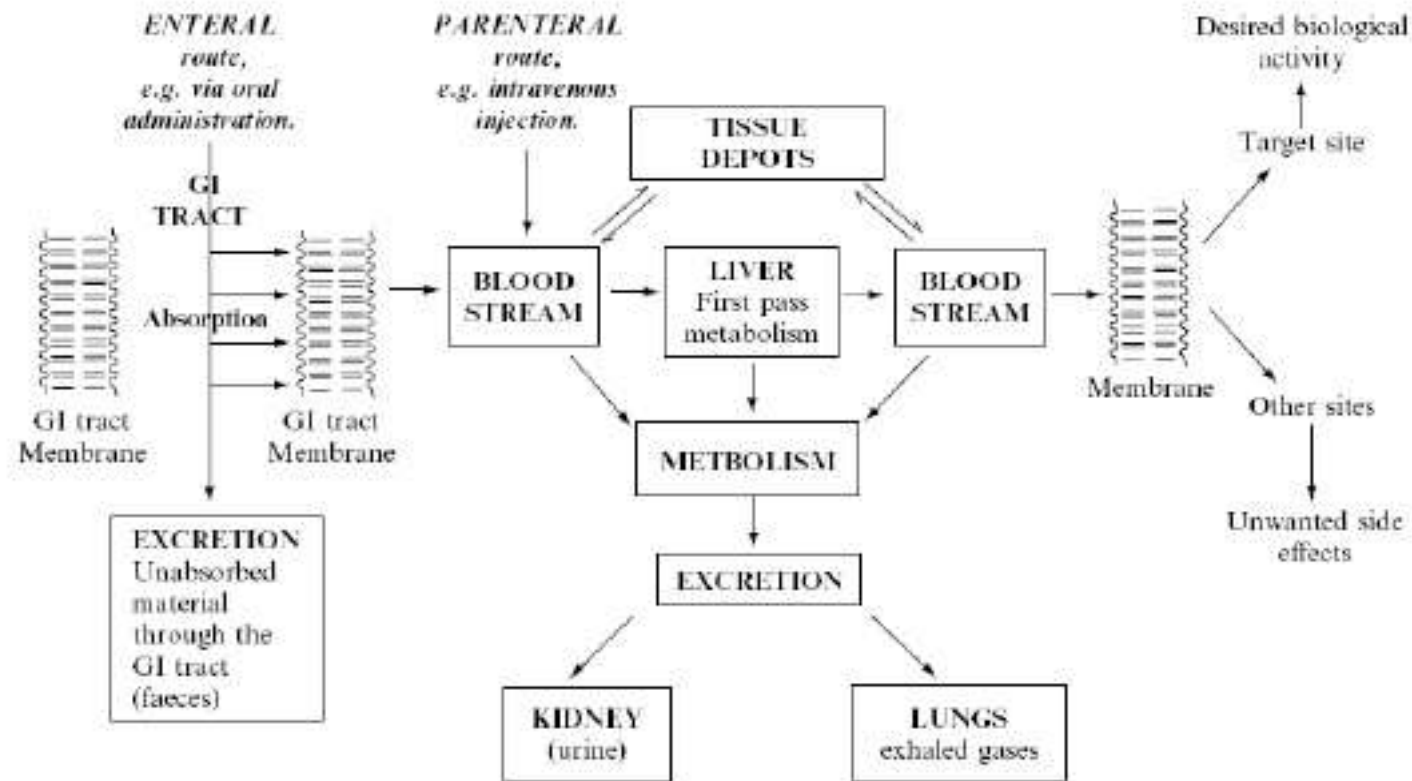 ENTERAL
route,
e.g. via oral
administration.
PARENTERAL
route,
e.g. intravenous
injection.
Desired biological
activity
Target site
TISSUE
DEPOTS
GI
TRACT
Absorption
GI tract
Membrane
GI tract
Membrane
BLOOD
STREAM
LIVER
First pass
metabolism
BLOOD
STREAM
Membrane
Other sites
Unwanted side
effects
METBOLISM
EXCRETION
Unabsorbed
material
through the
GI tract
(faeces)
EXCRETION
KIDNEY
(urine)
LUNGS
exhaled gases